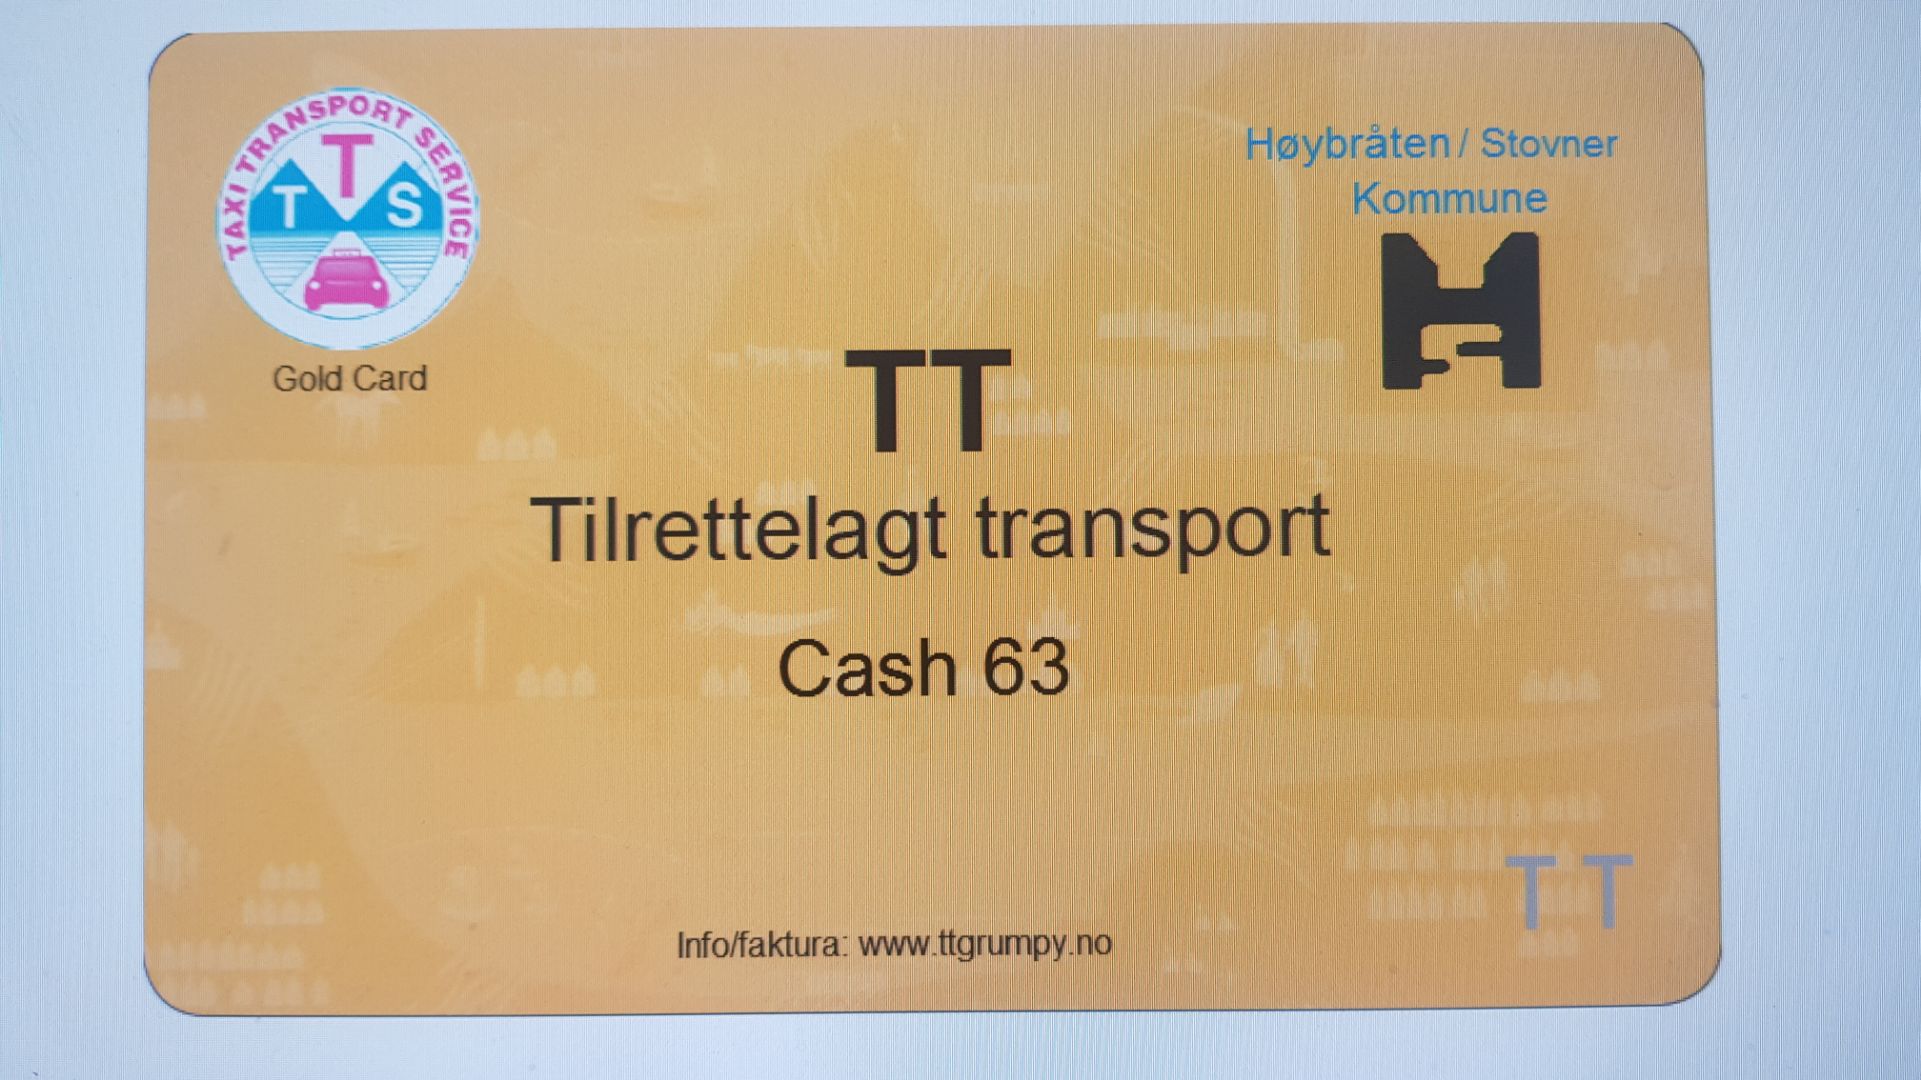 TAXI TRANSPORT SERVICE
T
T S
Gold Card
Høybråten / Stovner
Kommune
TT
Tilrettelagt transport
Cash 63
TT
Info/faktura: www.ttgrumpy.no